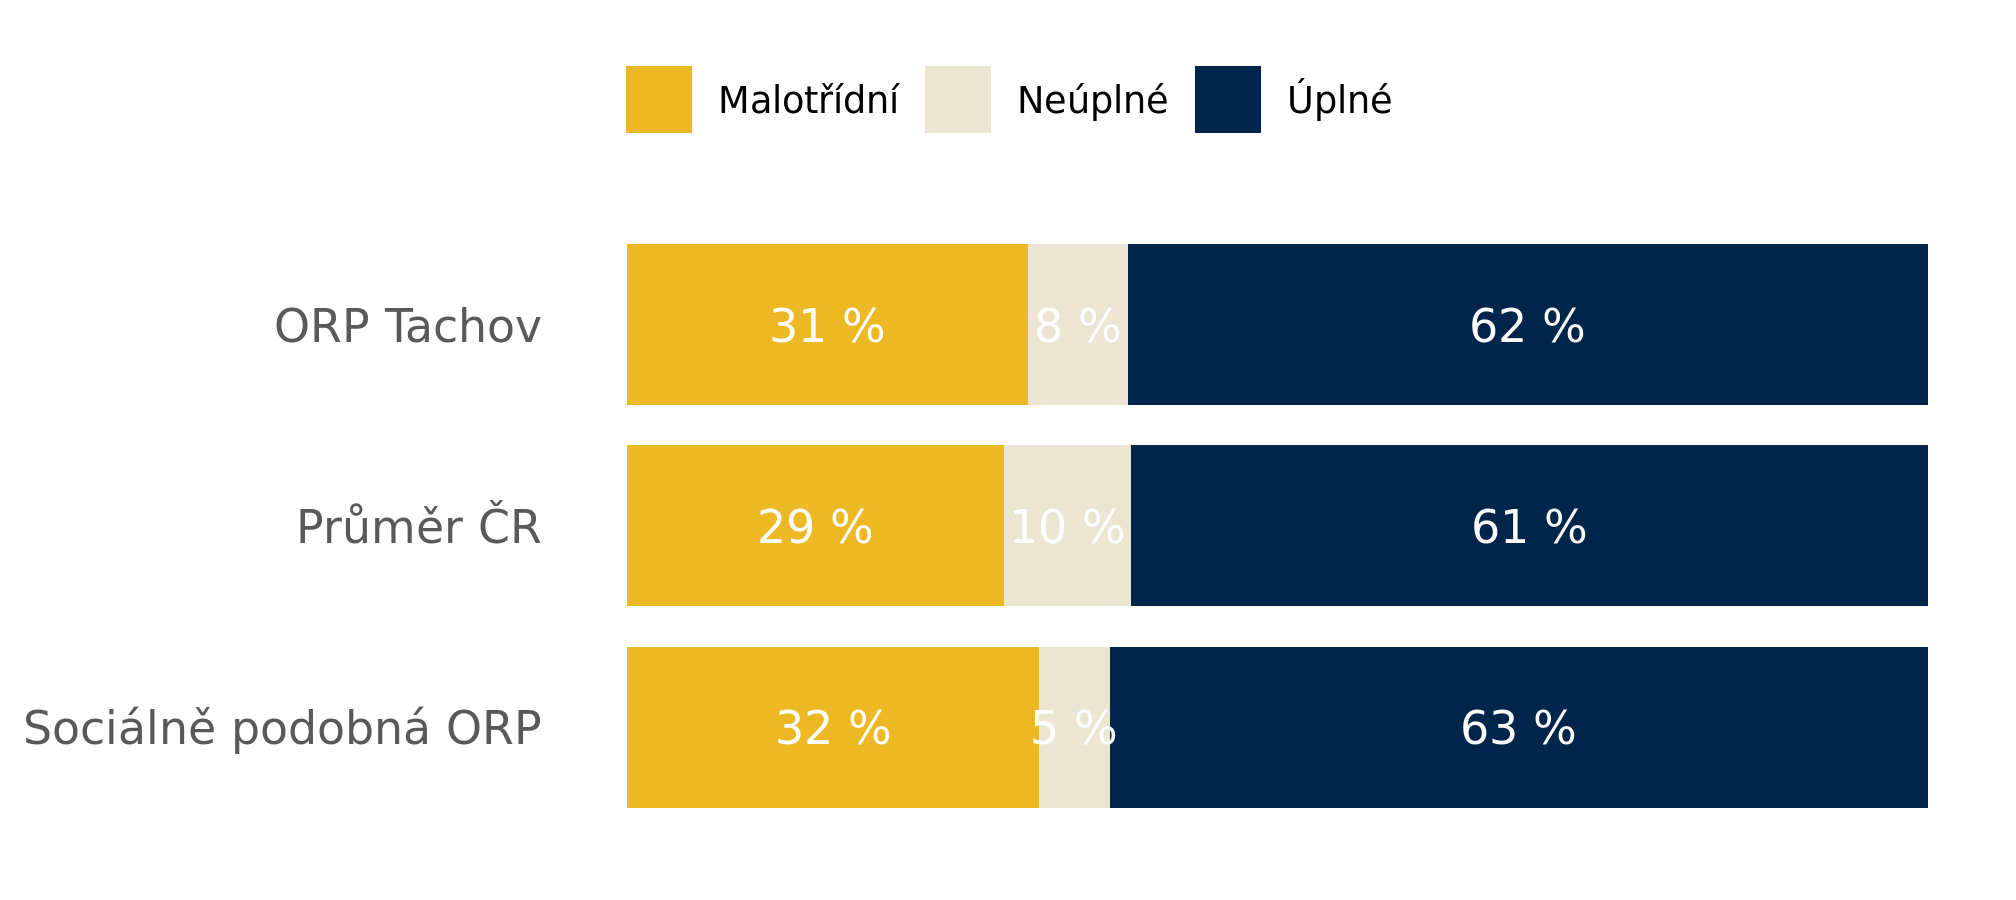 Malotřídní Neúplné Úplné
ORP Tachov 31 % 8 % 62 %
Průměr ČR 29 % 10 % 61 %
Sociálně podobná ORP 32 % 5 % 63 %